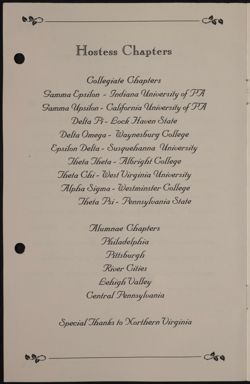 Hostess Chapters
Collegiate Chapters
Gamma Epsilon - Indiana University of PA
Gamma Upsilon - California University of PA
Delta Pi - Lock Haven State
Delta Omega - Waynesburg College
Epsilon Delta - Susquehanna University
Theta Theta - Albright College
Theta Chi - West Virginia University
Alpha Sigma - Westminster College
Theta Psi - Pennsylvania State
Alumnae Chapters
Philadelphia
Pittsburgh
River Cities
Lehigh Valley
Central Pennsylvania
Special Thanks to Northern Virginia